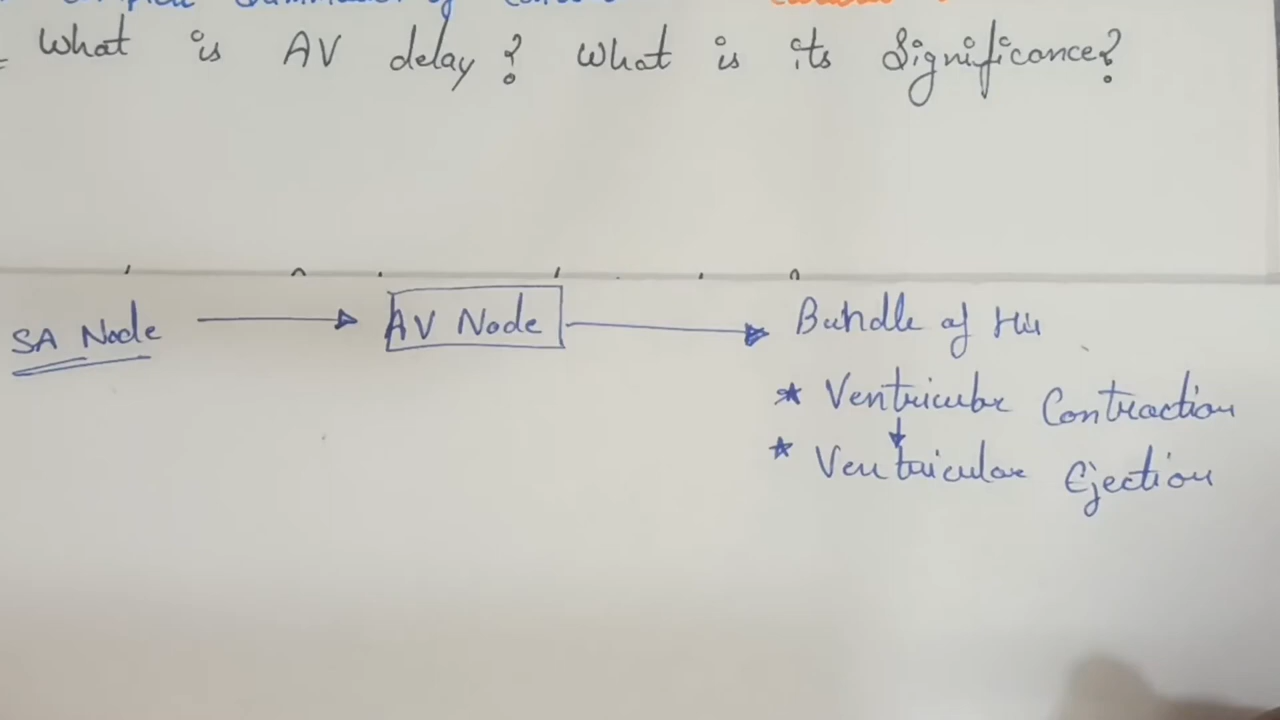 What is AV delay? What is its Significance?
SA Node → AV Node → Bundle of His
* Ventricular Contraction
↓
* Ventricular Ejection